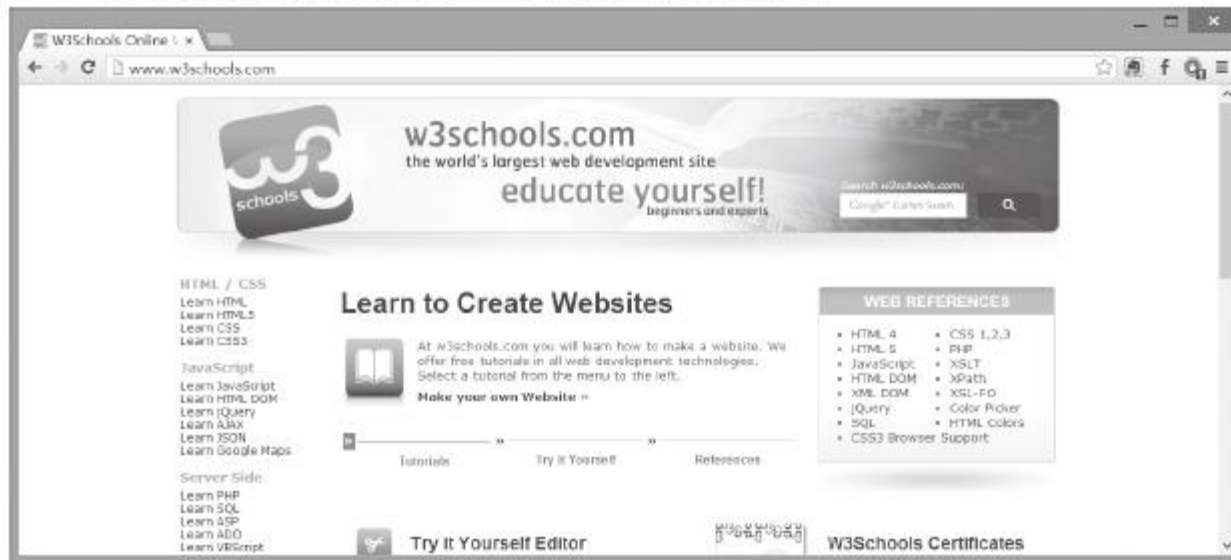 W3Schools Online
www.w3schools.com
w3schools.com
the world's largest web development site
educate yourself!
beginners and experts
Search w3schools.com:
schools
HTML / CSS
Learn HTML
Learn HTML5
Learn CSS
Learn CSS3
JavaScript
Learn JavaScript
Learn HTML DOM
Learn jQuery
Learn AJAX
Learn JSON
Learn Google Maps
Server Side
Learn PHP
Learn SQL
Learn ASP
Learn ADO
Learn VBScript
Learn to Create Websites
At w3schools.com you will learn how to make a website. We
offer free tutorials in all web development technologies.
Select a tutorial from the menu to the left.
Make your own Website »
Tutorials
Try it Yourself
References
Try it Yourself Editor
W3Schools Certificates
WEB REFERENCES
HTML 4
CSS 1,2,3
HTML 5
PHP
JavaScript
XSLT
HTML DOM
XPath
XML DOM
XSL-FO
jQuery
Color Picker
SQL
HTML Colors
CSS3 Browser Support